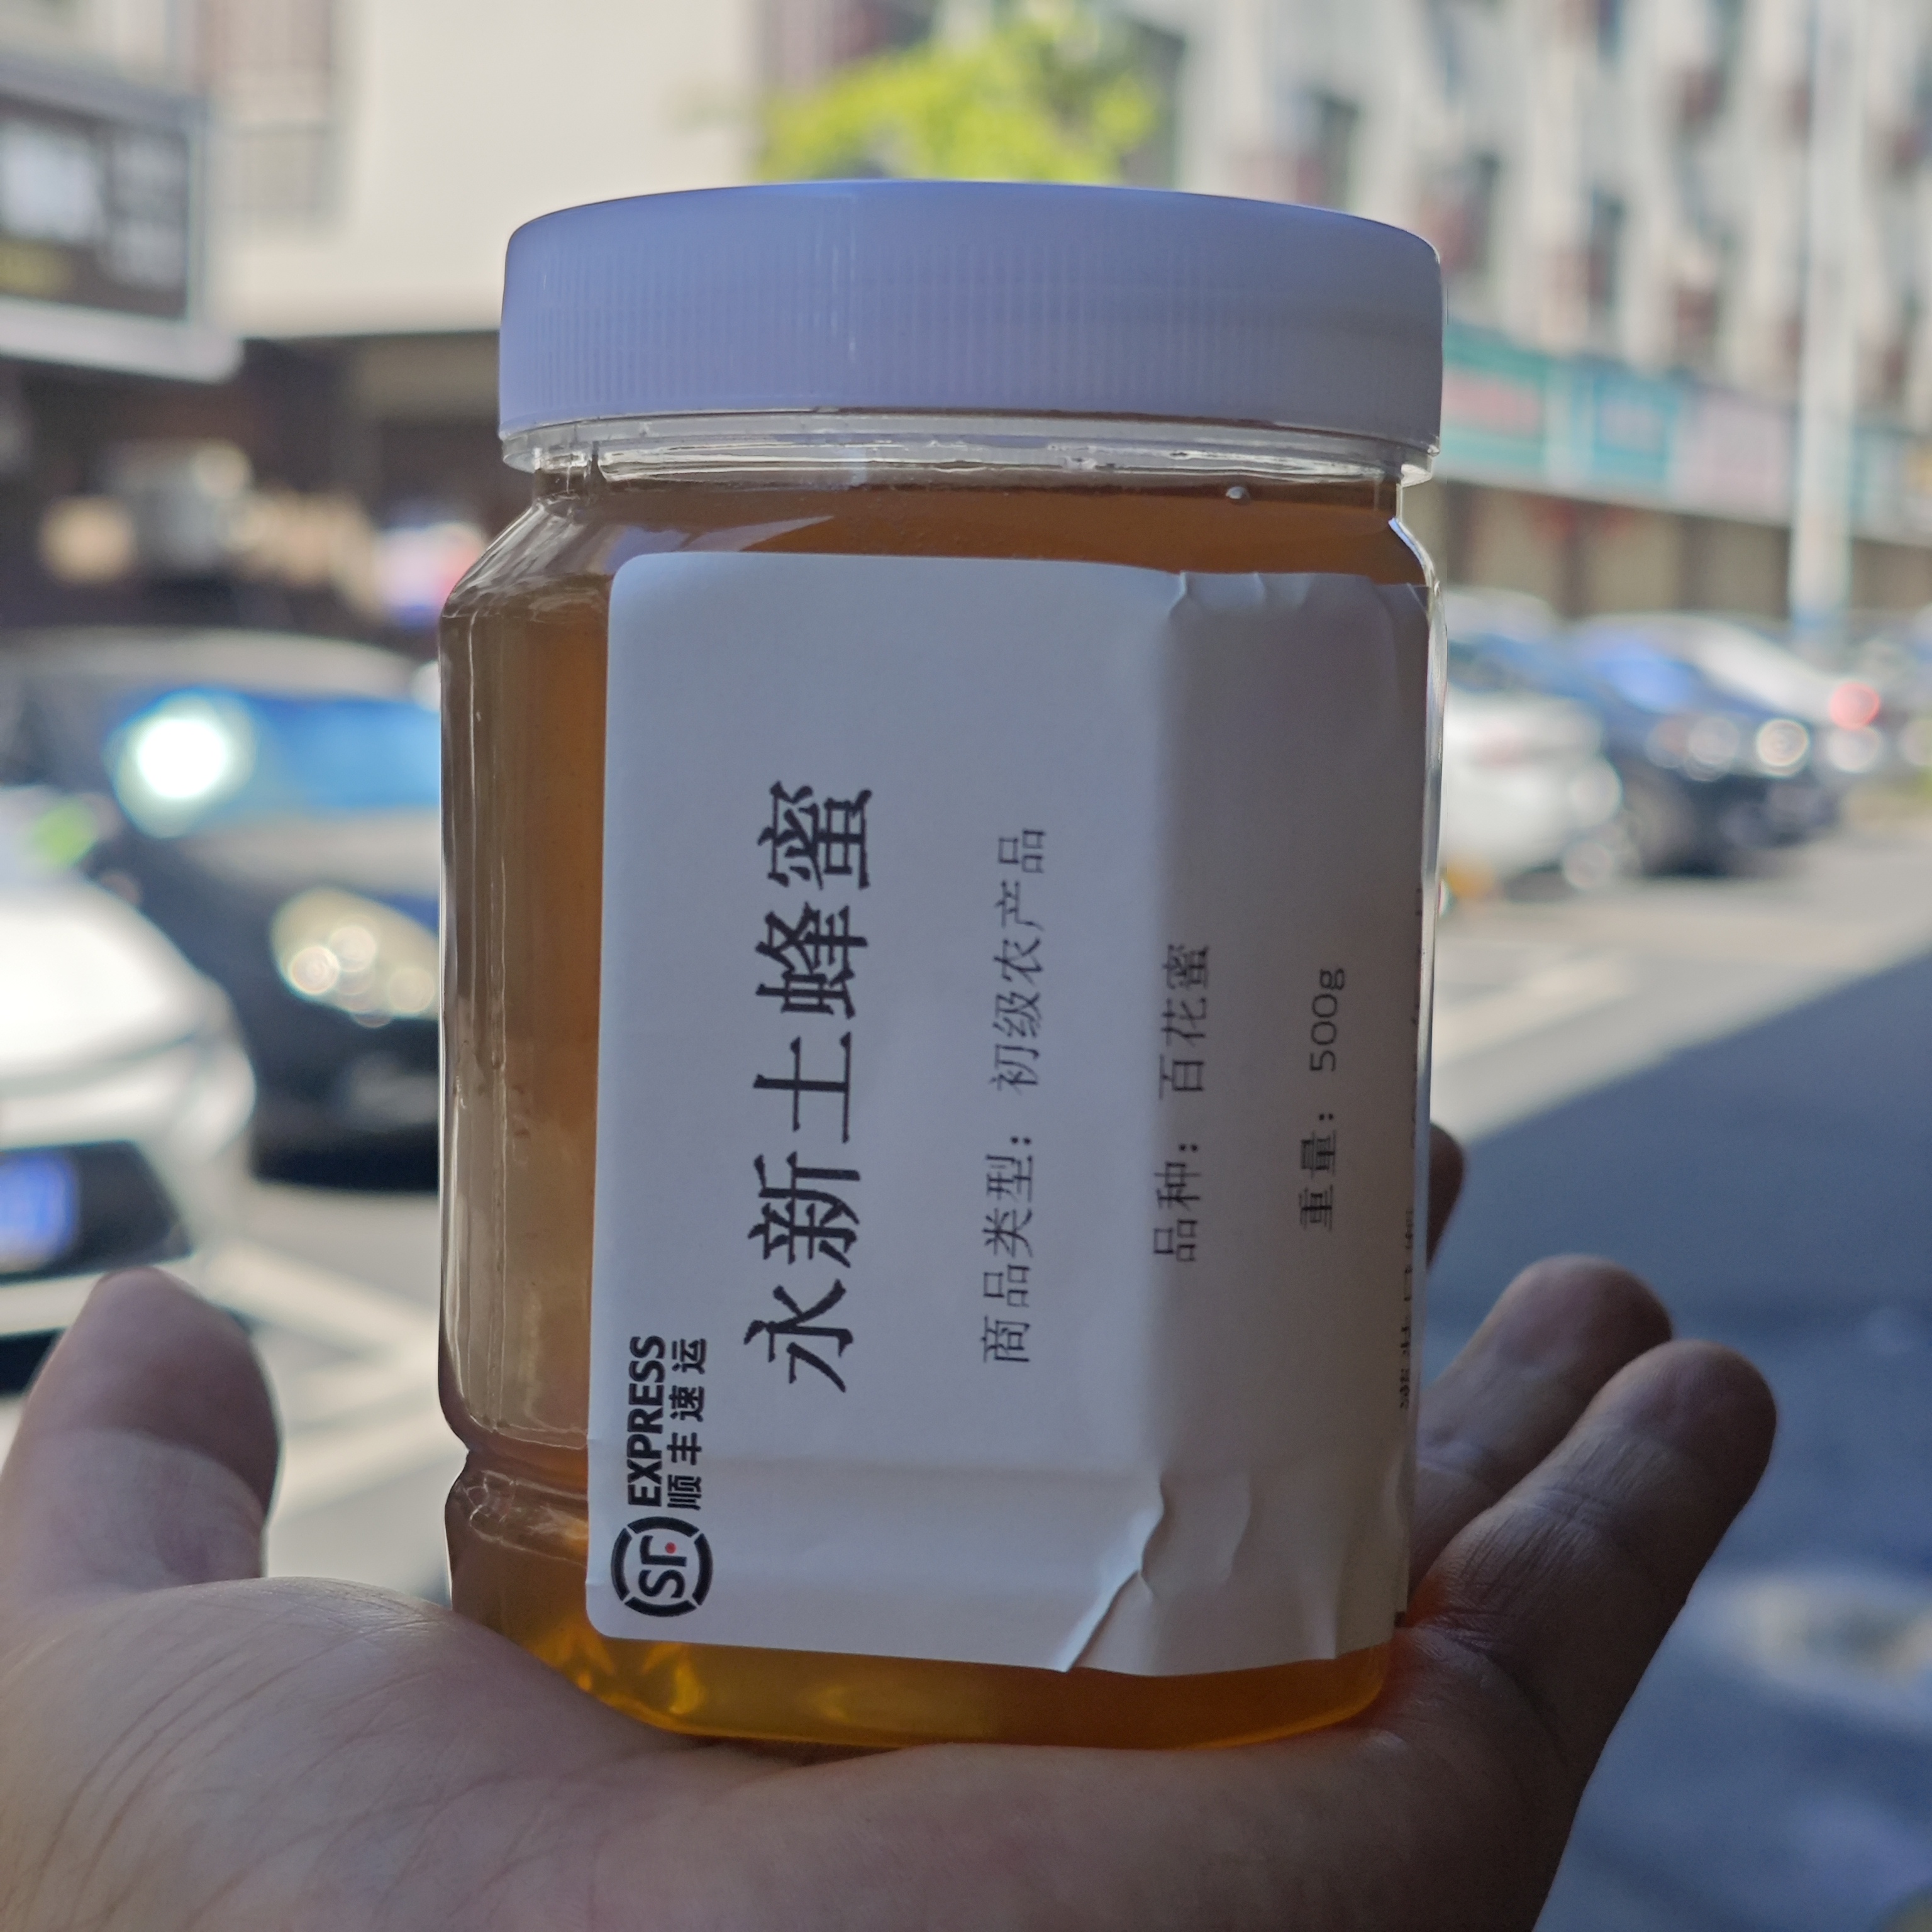 SF EXPRESS
顺丰速运
永新土蜂蜜
商品类型：初级农产品
品种：百花蜜
重量：500g